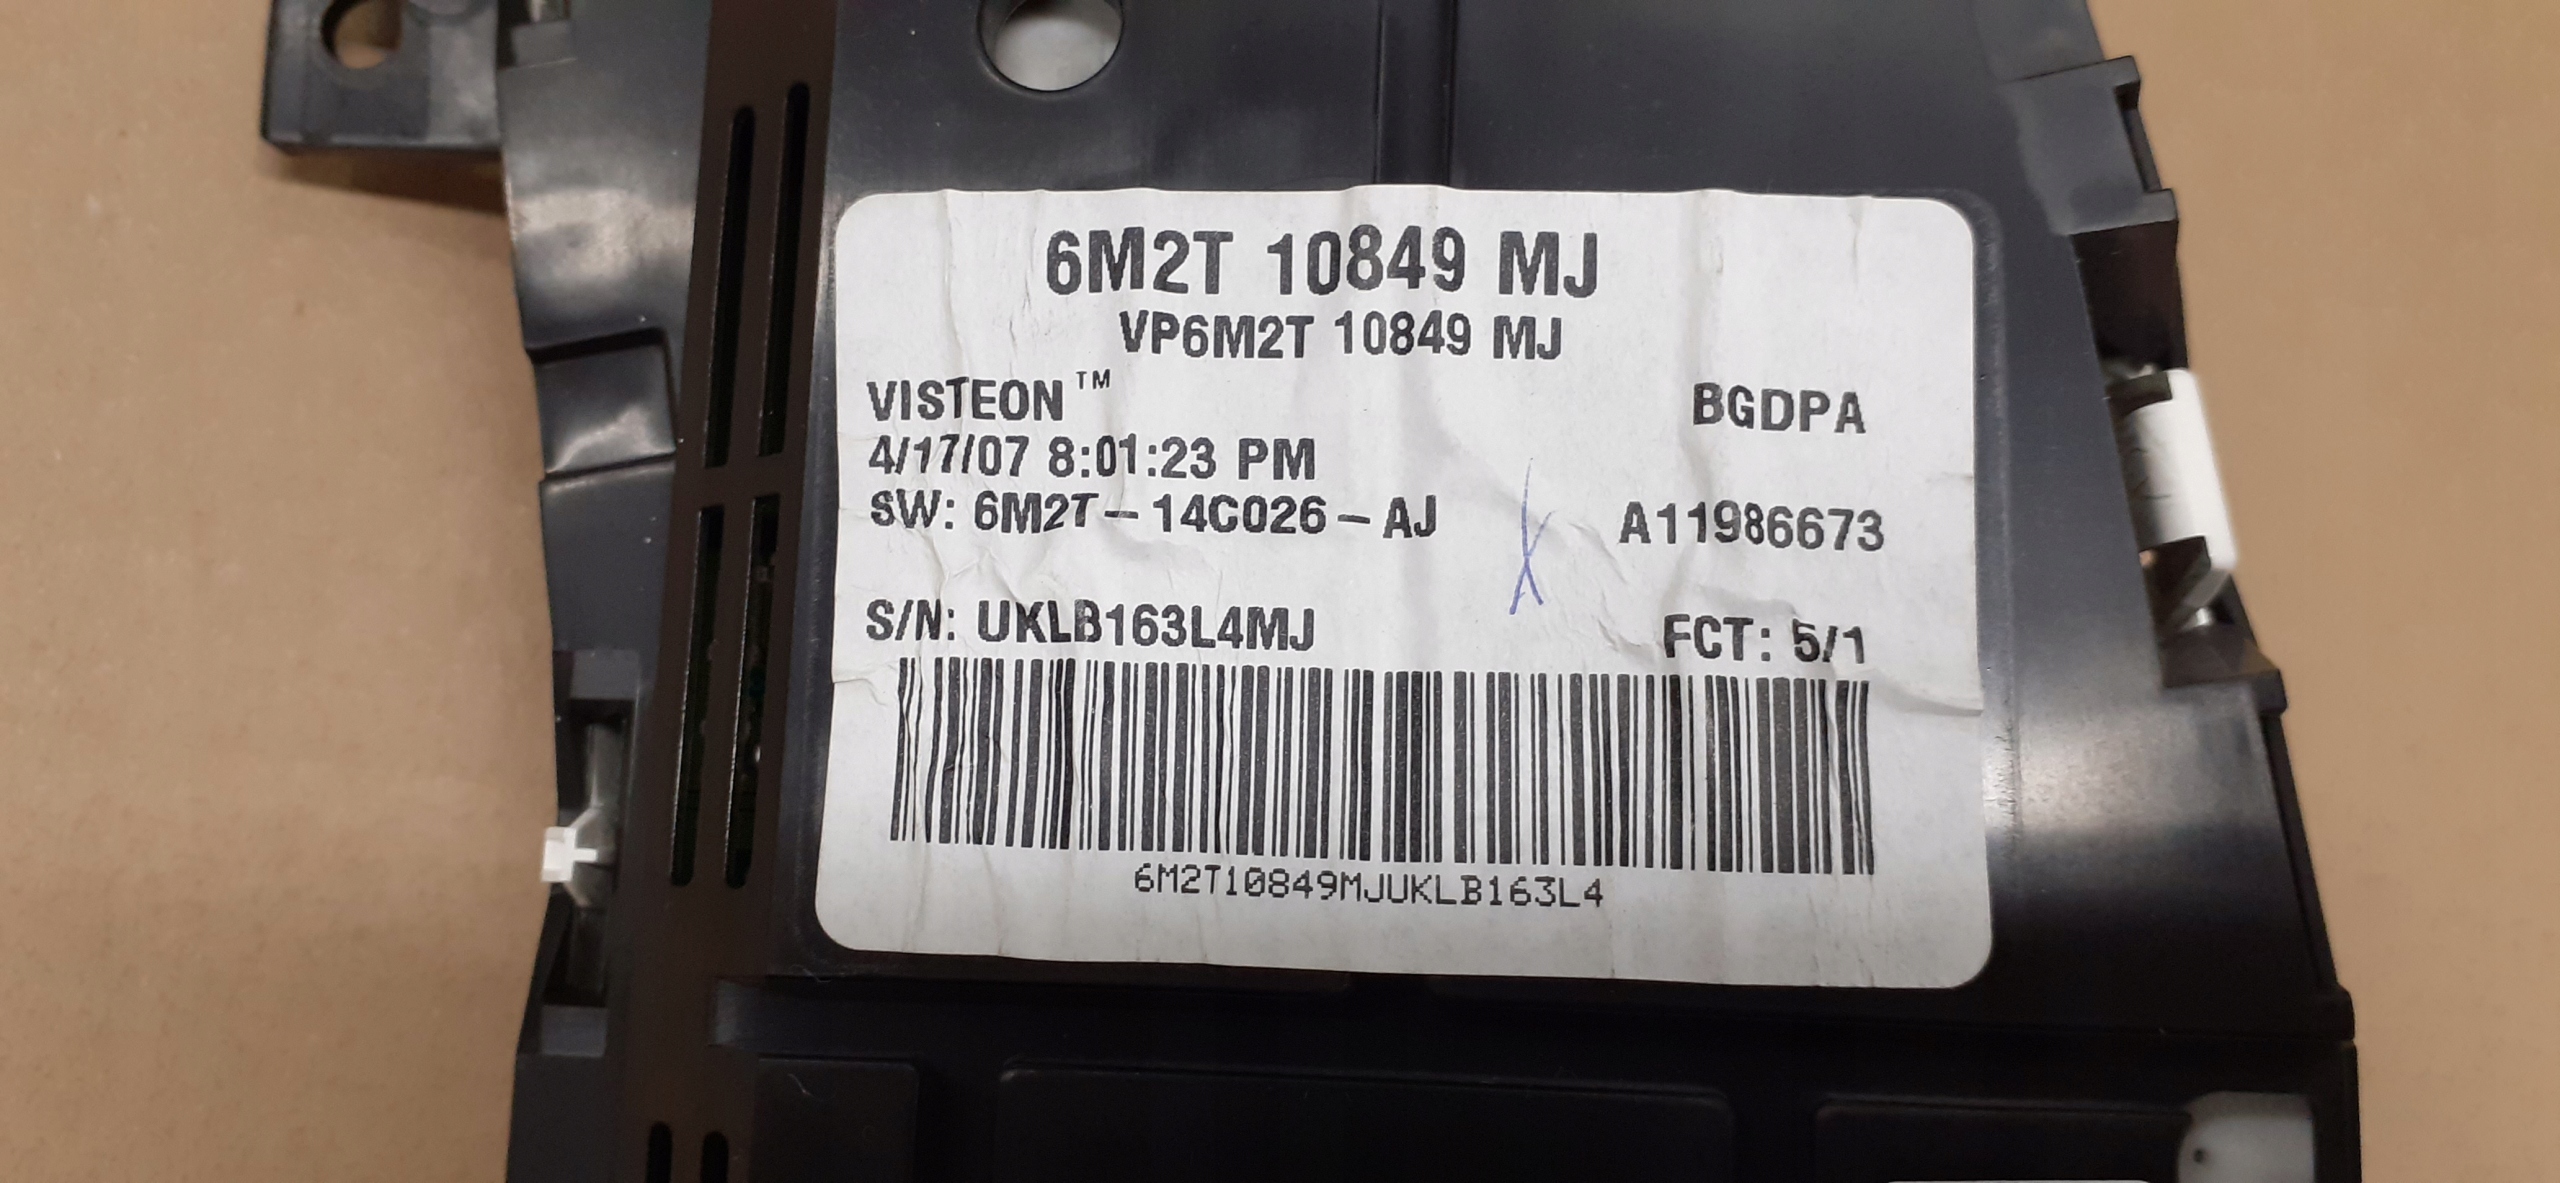 6M2T 10849 MJ
VP6M2T 10849 MJ
VISTEON™ BGDPA
4/17/07 8:01:23 PM
SW: 6M2T – 14C026 – AJ A11986673
S/N: UKLB163L4MJ FCT: 5/1
6M2T10849MJUKLB163L4